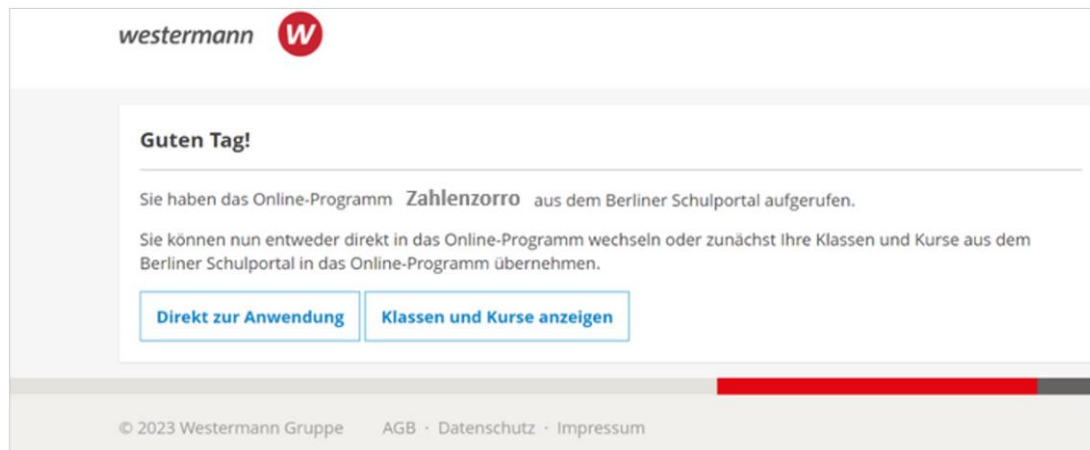 westermann W
Guten Tag!
Sie haben das Online-Programm Zahlenzorro aus dem Berliner Schulportal aufgerufen.
Sie können nun entweder direkt in das Online-Programm wechseln oder zunächst Ihre Klassen und Kurse aus dem
Berliner Schulportal in das Online-Programm übernehmen.
Direkt zur Anwendung Klassen und Kurse anzeigen
© 2023 Westermann Gruppe AGB · Datenschutz · Impressum